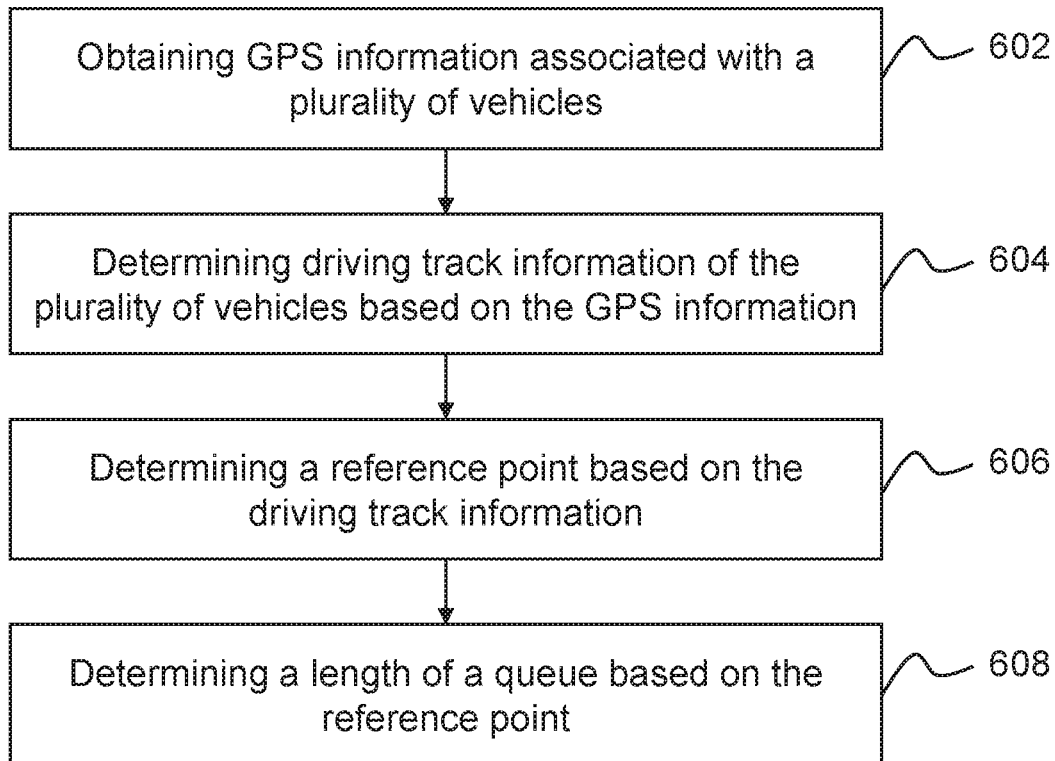 Obtaining GPS information associated with a
plurality of vehicles
602
Determining driving track information of the
plurality of vehicles based on the GPS information
604
Determining a reference point based on the
driving track information
606
Determining a length of a queue based on the
reference point
608